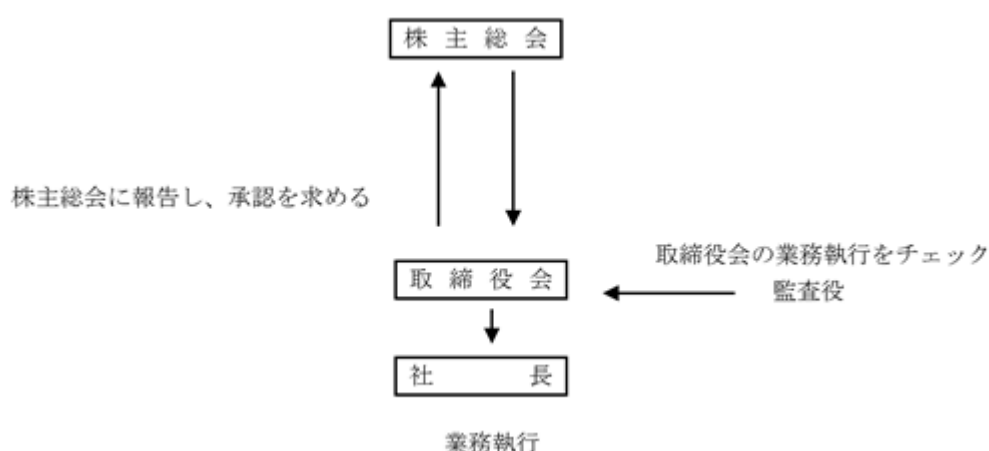 株主総会
株主総会に報告し、承認を求める
取締役会の業務執行をチェック
取締役会
監査役
社長
業務執行